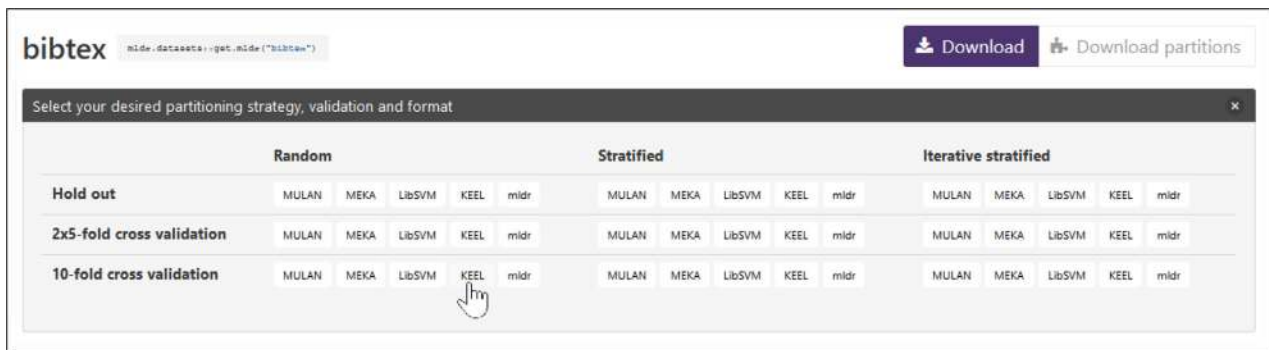 bibtex mldr.datasets::get.mldr("bibtex") Download Download partitions
Select your desired partitioning strategy, validation and format ×
Random Stratified Iterative stratified
Hold out MULAN MEKA LibSVM KEEL mldr MULAN MEKA LibSVM KEEL mldr MULAN MEKA LibSVM KEEL mldr
2x5-fold cross validation MULAN MEKA LibSVM KEEL mldr MULAN MEKA LibSVM KEEL mldr MULAN MEKA LibSVM KEEL mldr
10-fold cross validation MULAN MEKA LibSVM KEEL mldr MULAN MEKA LibSVM KEEL mldr MULAN MEKA LibSVM KEEL mldr